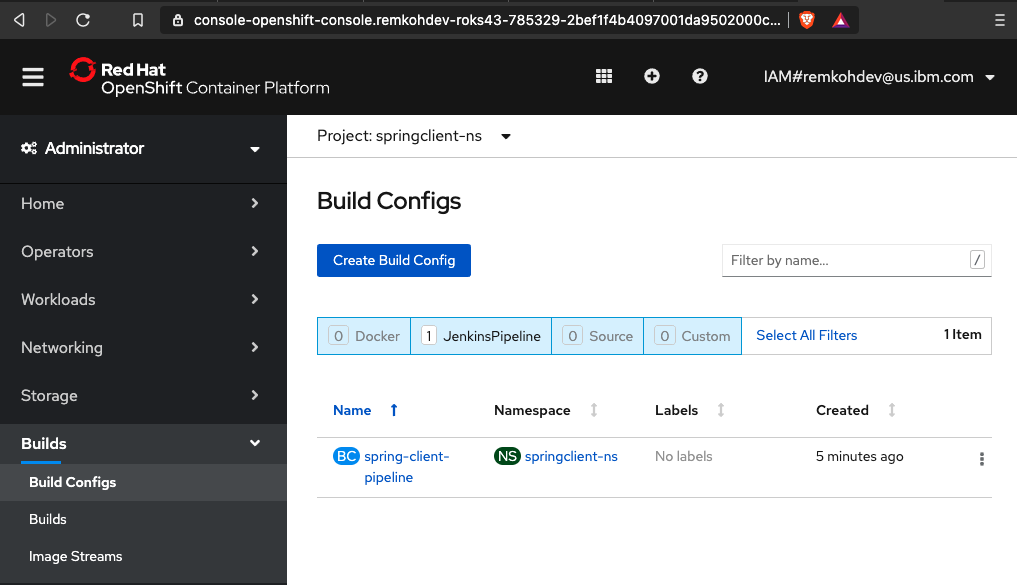 console-openshift-console.remkohdev-roks43-785329-2bef1f4b4097001da9502000c...
Red Hat
OpenShift Container Platform
IAM#remkohdev@us.ibm.com
Administrator
Home
Operators
Workloads
Networking
Storage
Builds
Build Configs
Builds
Image Streams
Project: springclient-ns
Build Configs
Create Build Config
Filter by name...
/
0 Docker
1 JenkinsPipeline
0 Source
0 Custom
Select All Filters
1 Item
Name
Namespace
Labels
Created
BC spring-client-
pipeline
NS springclient-ns
No labels
5 minutes ago